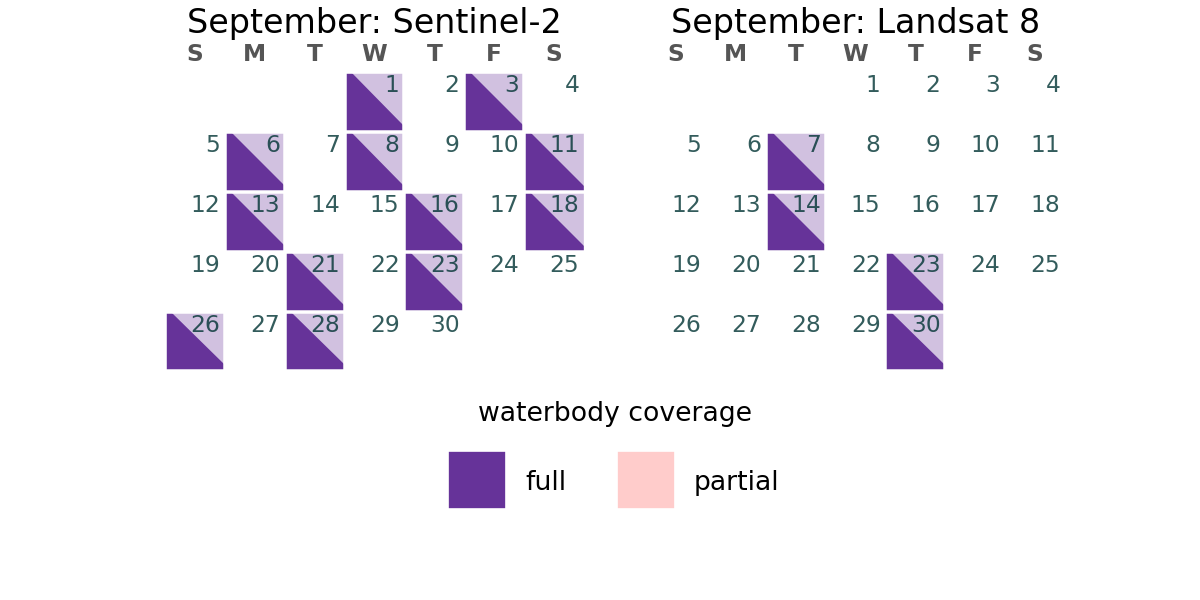 September: Sentinel-2
S M T W T F S
1 2 3 4
5 6 7 8 9 10 11
12 13 14 15 16 17 18
19 20 21 22 23 24 25
26 27 28 29 30
September: Landsat 8
S M T W T F S
1 2 3 4
5 6 7 8 9 10 11
12 13 14 15 16 17 18
19 20 21 22 23 24 25
26 27 28 29 30
waterbody coverage
full partial